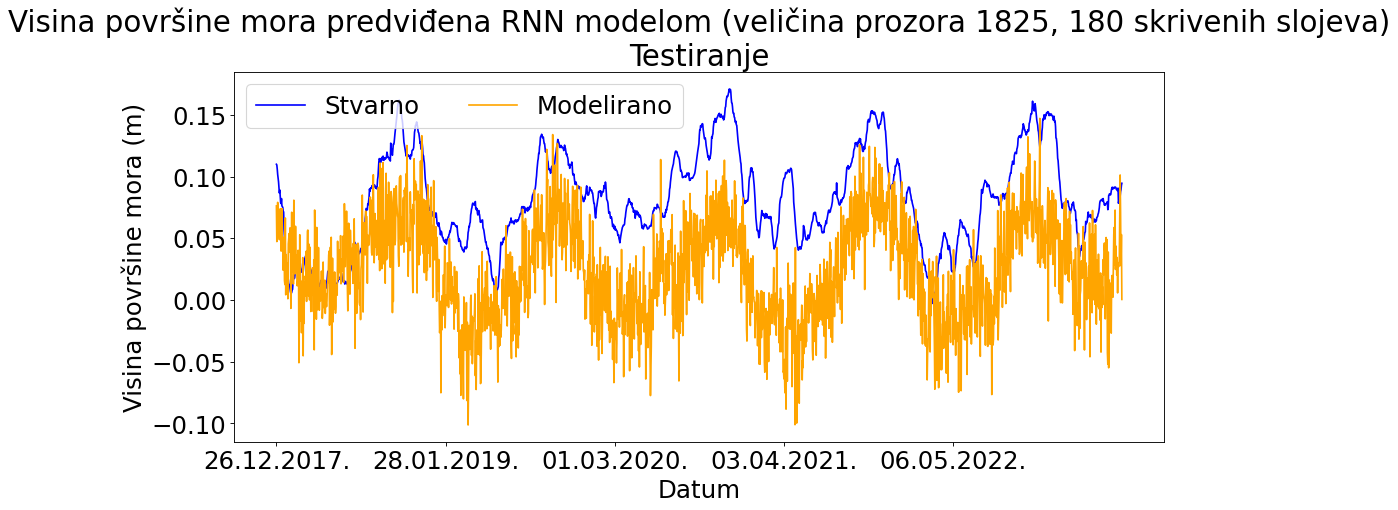 Visina površine mora predviđena RNN modelom (veličina prozora 1825, 180 skrivenih slojeva)
Testiranje
Stvarno Modelirano
Visina površine mora (m)
0.15
0.10
0.05
0.00
−0.05
−0.10
26.12.2017. 28.01.2019. 01.03.2020. 03.04.2021. 06.05.2022.
Datum